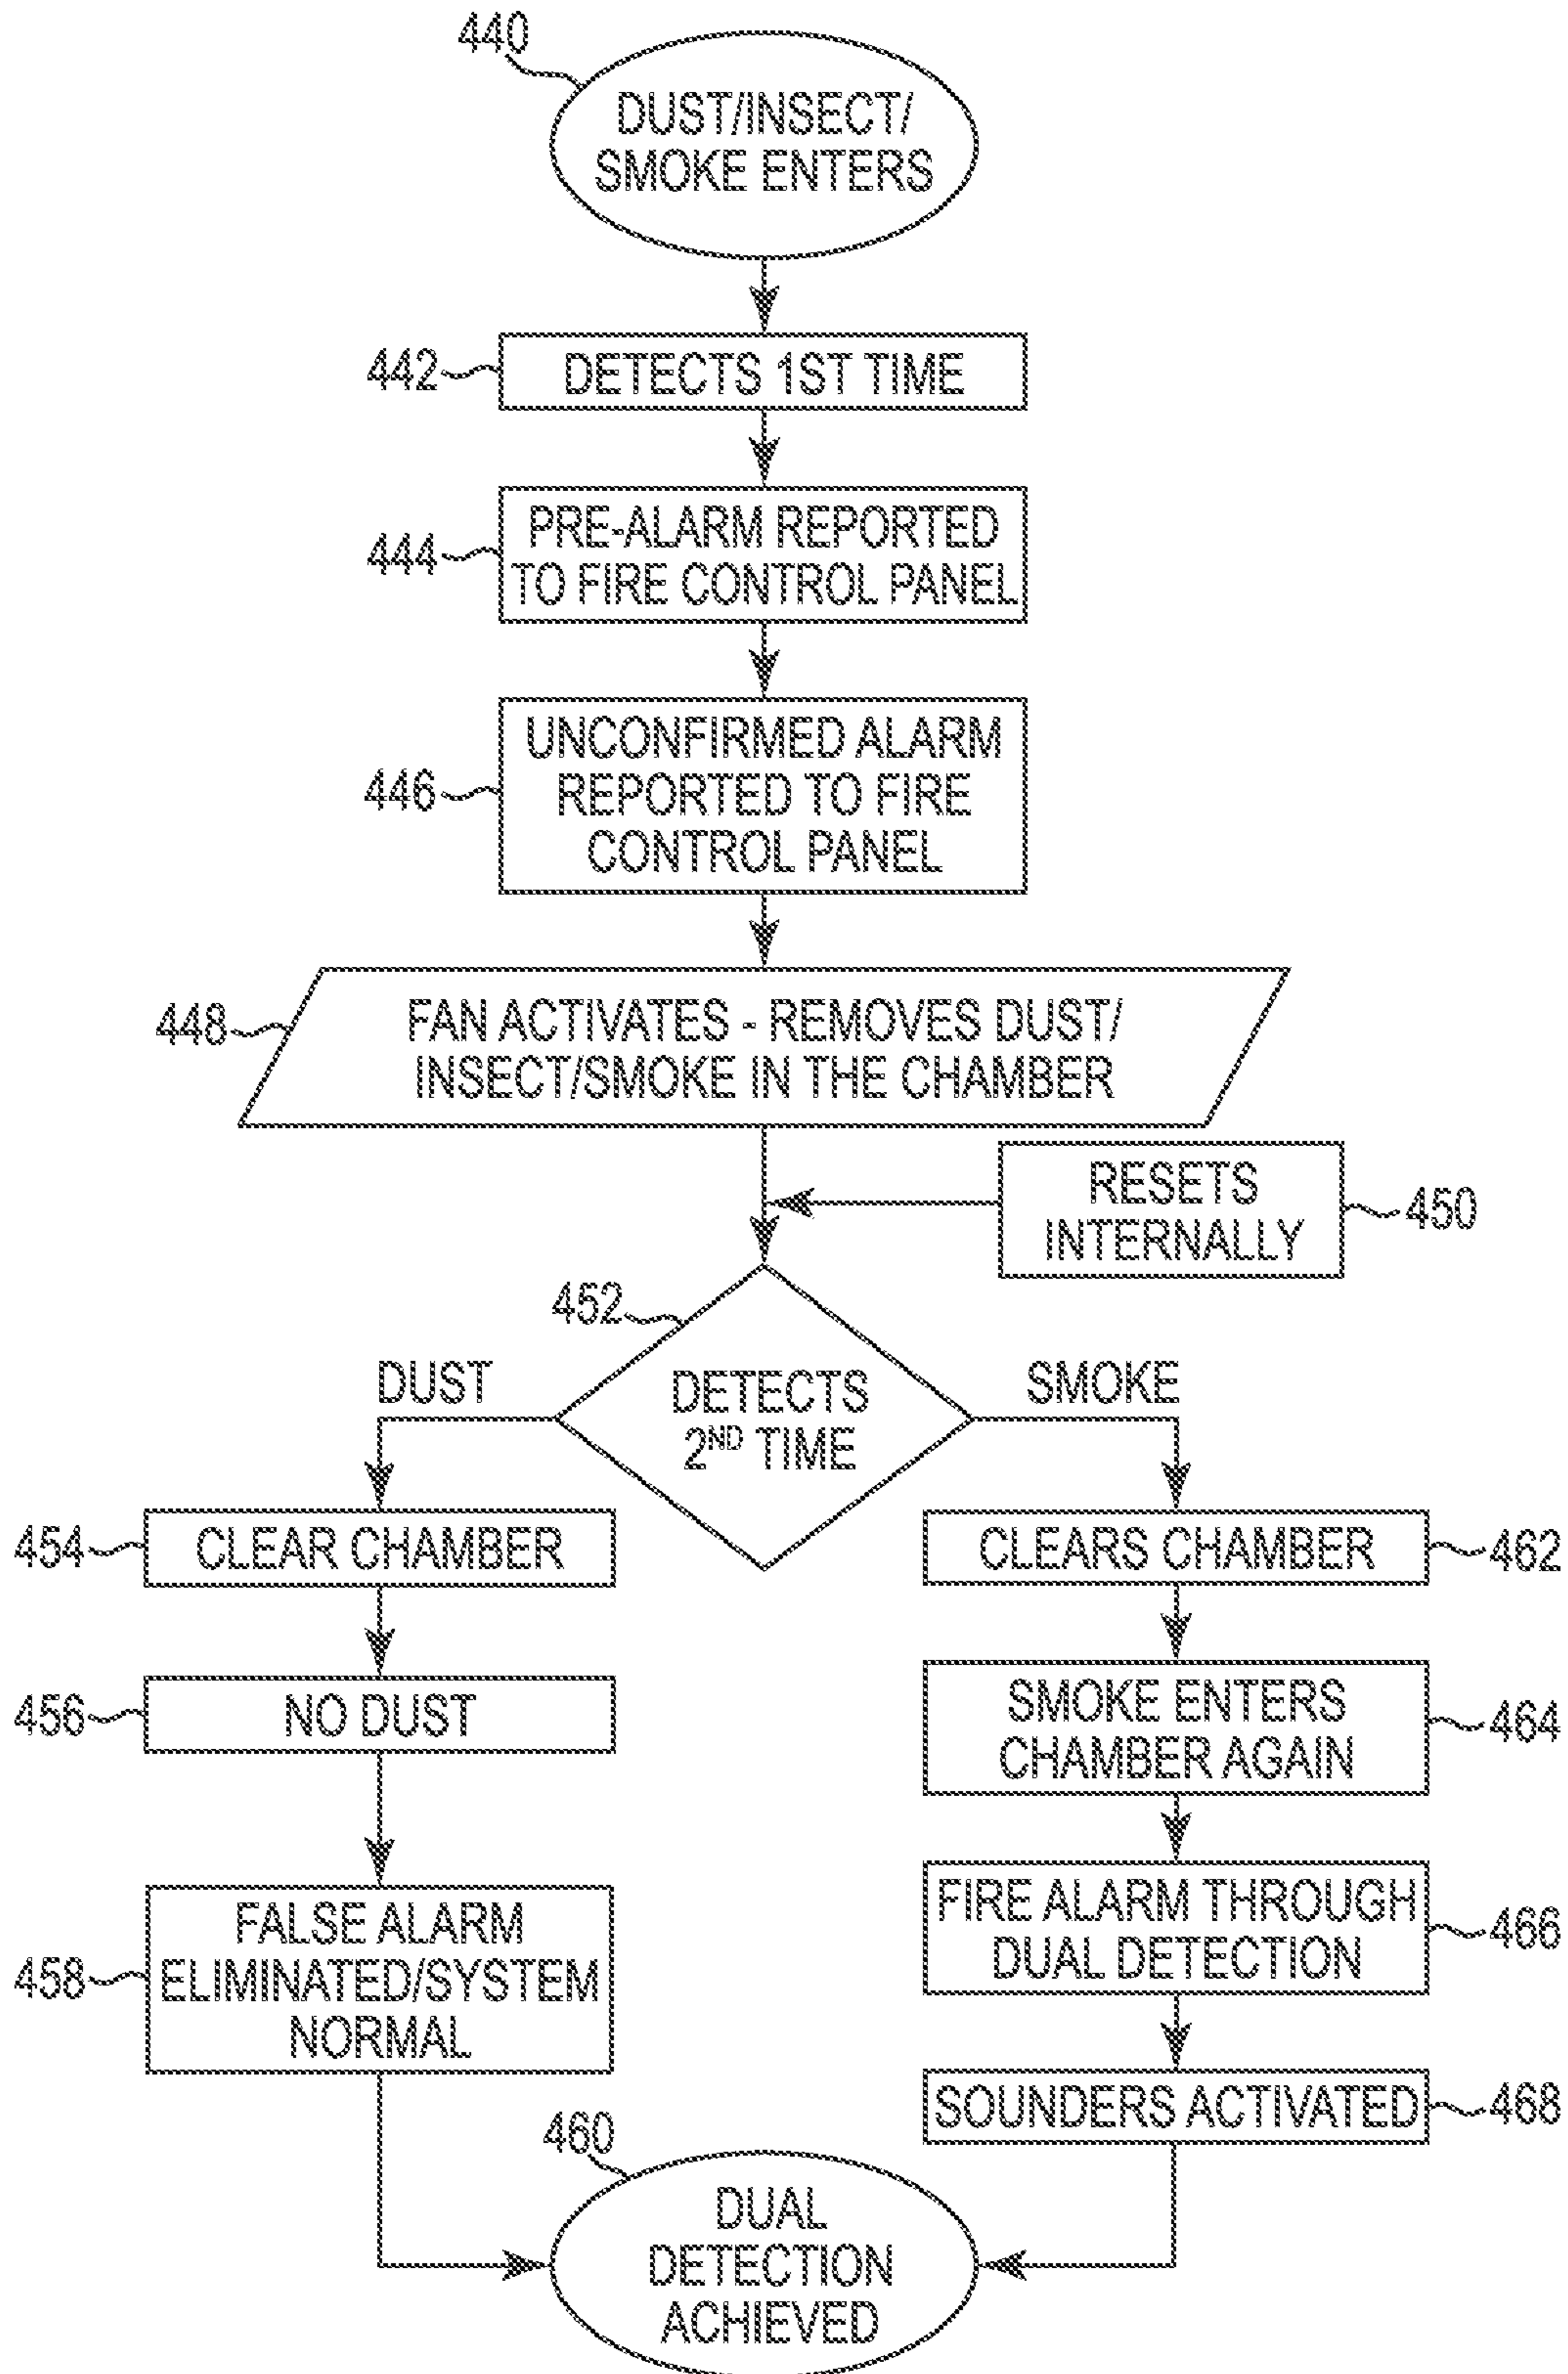 440
DUST/INSECT/
SMOKE ENTERS
442
DETECTS 1ST TIME
444
PRE-ALARM REPORTED
TO FIRE CONTROL PANEL
446
UNCONFIRMED ALARM
REPORTED TO FIRE
CONTROL PANEL
448
FAN ACTIVATES - REMOVES DUST/
INSECT/SMOKE IN THE CHAMBER
RESETS
INTERNALLY
450
452
DETECTS
2ND TIME
DUST
SMOKE
454
CLEAR CHAMBER
456
NO DUST
458
FALSE ALARM
ELIMINATED/SYSTEM
NORMAL
CLEARS CHAMBER
462
SMOKE ENTERS
CHAMBER AGAIN
464
FIRE ALARM THROUGH
DUAL DETECTION
466
SOUNDERS ACTIVATED
468
460
DUAL
DETECTION
ACHIEVED